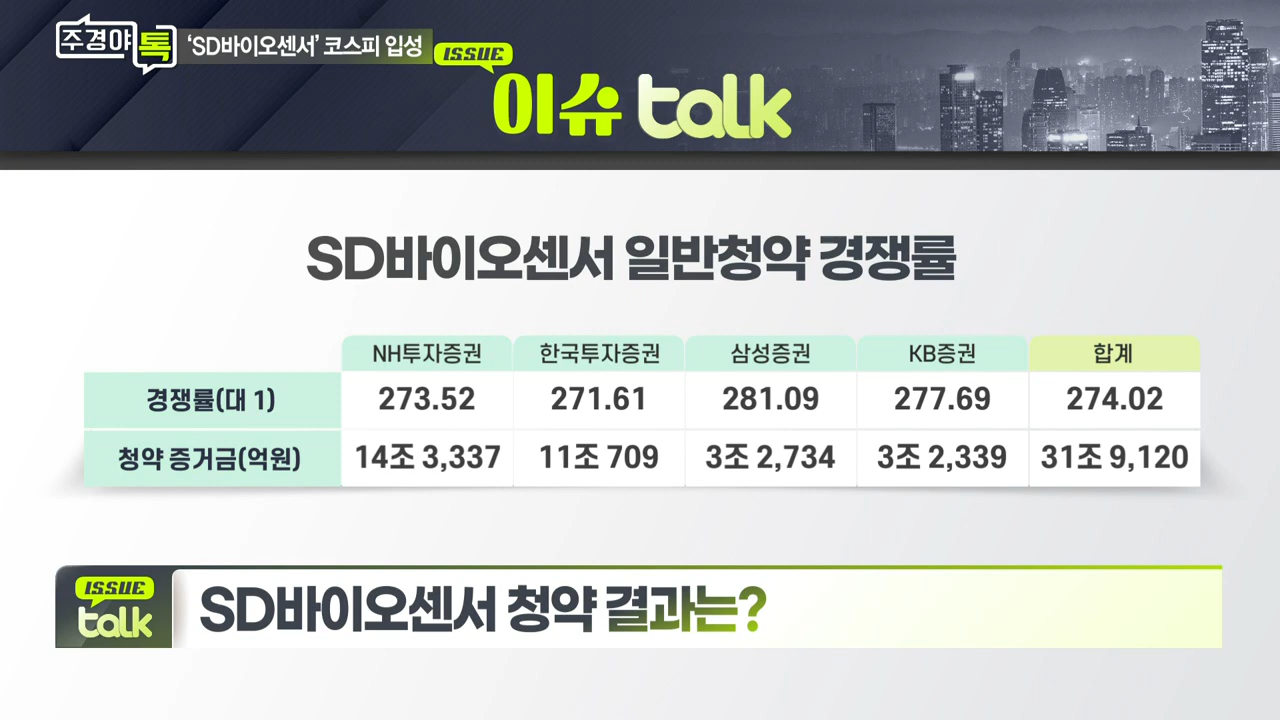 주경야톡
'SD바이오센서' 코스피 입성
ISSUE
이슈 talk
SD바이오센서 일반청약 경쟁률
NH투자증권 한국투자증권 삼성증권 KB증권 합계
경쟁률(대 1) 273.52 271.61 281.09 277.69 274.02
청약 증거금(억원) 14조 3,337 11조 709 3조 2,734 3조 2,339 31조 9,120
ISSUE
talk
SD바이오센서 청약 결과는?